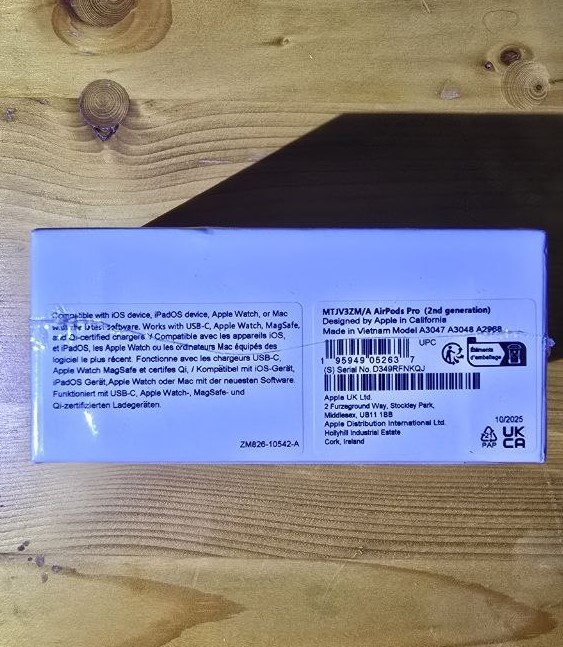 Compatible with iOS device, iPadOS device, Apple Watch, or Mac
with the latest software. Works with USB-C, Apple Watch, MagSafe,
and Qi-certified chargers. / Compatible avec les appareils iOS,
et iPadOS, les Apple Watch ou les ordinateurs Mac équipés des
logiciel le plus récent. Fonctionne avec les chargeurs USB-C,
Apple Watch MagSafe et certifes Qi, / Kompatibel mit iOS-Gerät,
iPadOS Gerät, Apple Watch oder Mac mit der neuesten Software.
Funktioniert mit USB-C, Apple Watch-, MagSafe- und
Qi-zertifizierten Ladegeräten.
ZM826-10542-A
MTJV3ZM/A AirPods Pro (2nd generation)
Designed by Apple in California
Made in Vietnam Model A3047 A3048 A2968
UPC
1 95949 05263 7
(S) Serial No. D349RFNKQJ
Éléments
d'emballage
Apple UK Ltd.
2 Furzeground Way, Stockley Park,
Middlesex, UB11 1BB
Apple Distribution International Ltd.
Hollyhill Industrial Estate
Cork, Ireland
10/2025
21
PAP
UK
CA